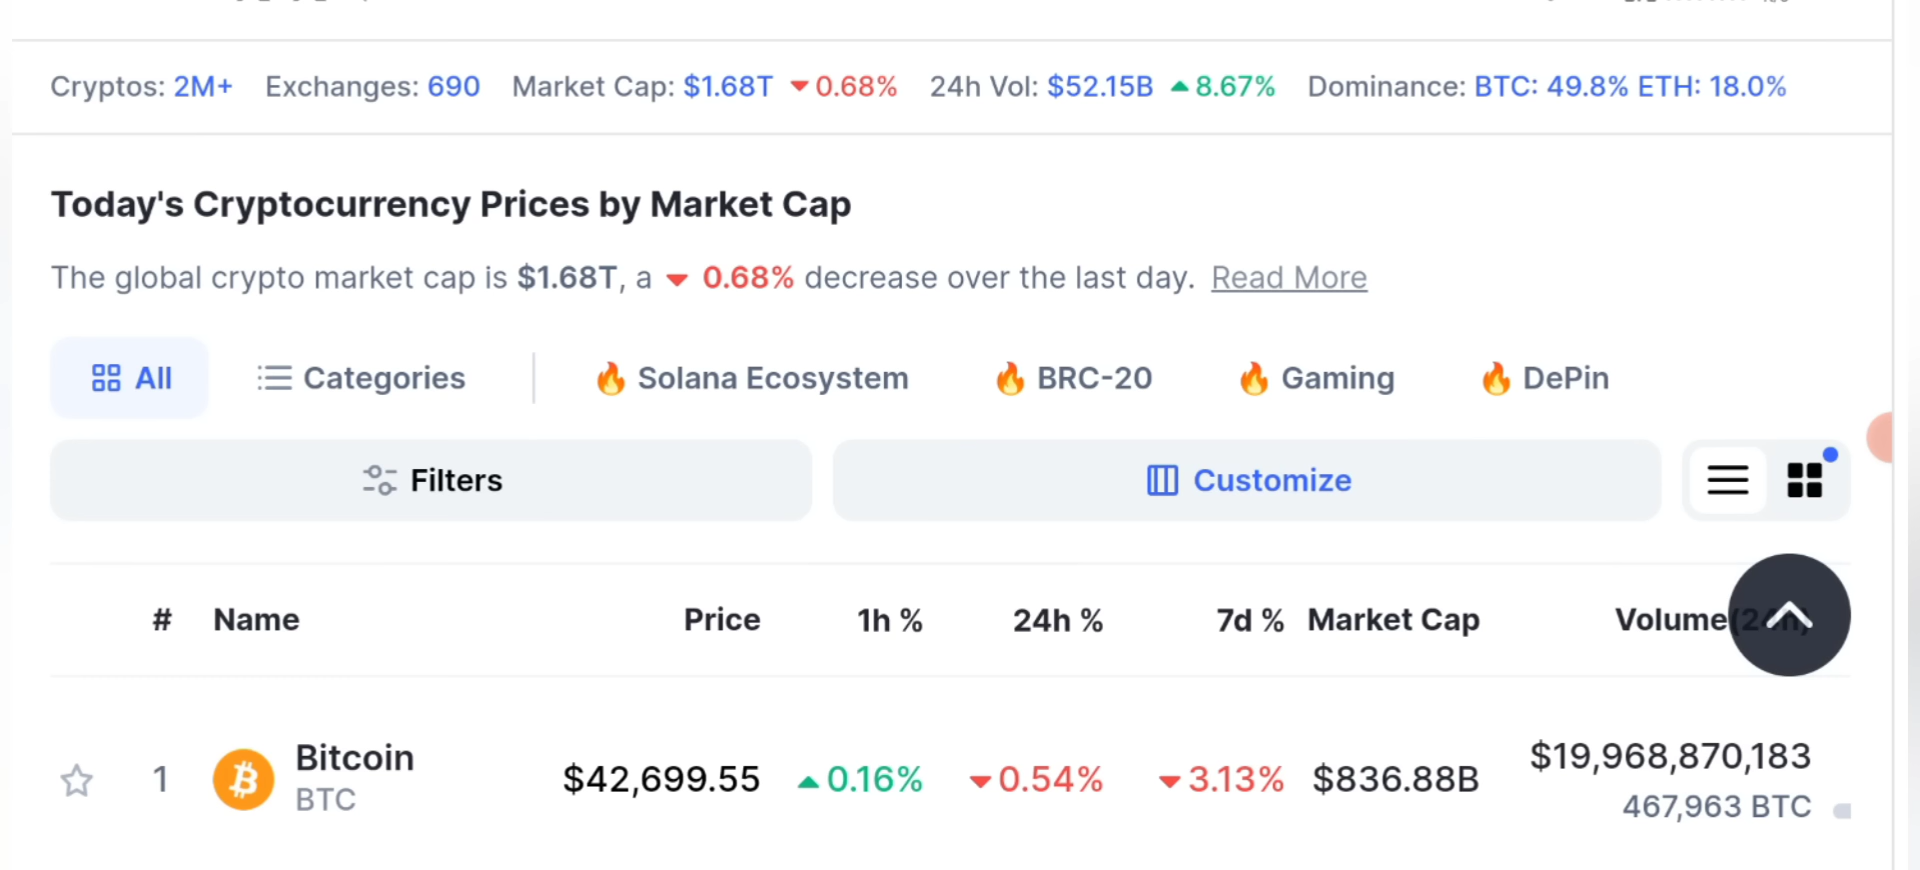 Cryptos: 2M+ Exchanges: 690 Market Cap: $1.68T 0.68% 24h Vol: $52.15B 8.67% Dominance: BTC: 49.8% ETH: 18.0%
Today's Cryptocurrency Prices by Market Cap
The global crypto market cap is $1.68T, a 0.68% decrease over the last day. Read More
All Categories Solana Ecosystem BRC-20 Gaming DePin
Filters Customize
# Name Price 1h % 24h % 7d % Market Cap Volume(24h)
Bitcoin
1 $42,699.55 0.16% 0.54% 3.13% $836.88B $19,968,870,183
BTC 467,963 BTC